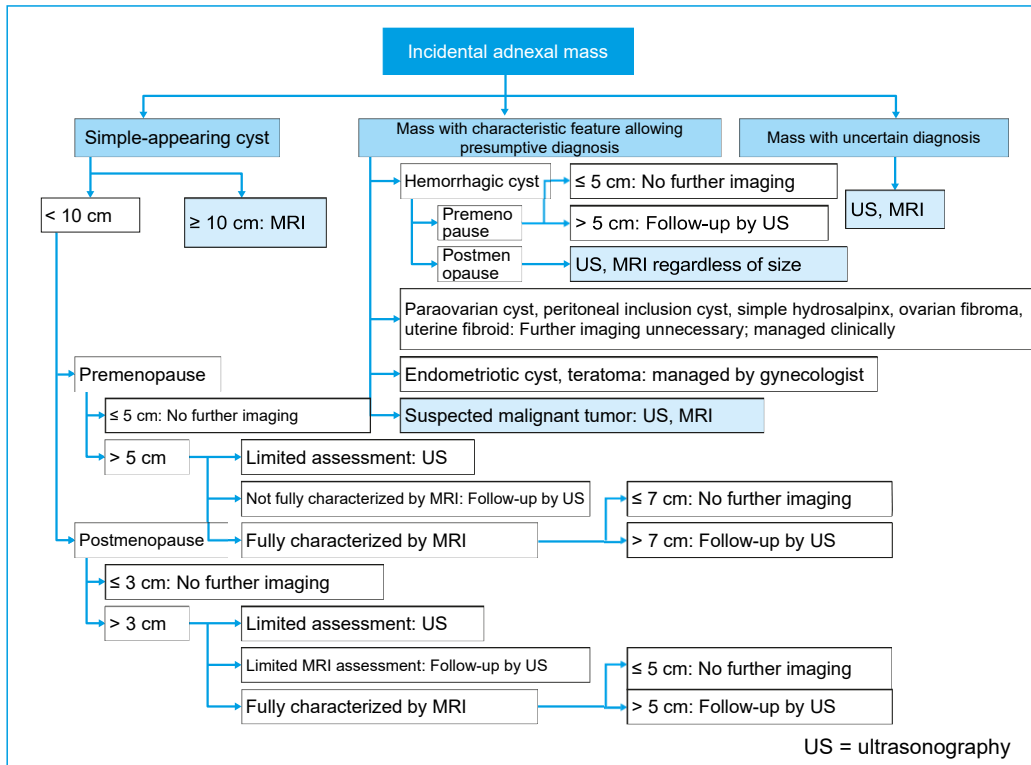 Incidental adnexal mass
Simple-appearing cyst
< 10 cm
≥ 10 cm: MRI
Mass with characteristic feature allowing
presumptive diagnosis
Mass with uncertain diagnosis
US, MRI
Hemorrhagic cyst
≤ 5 cm: No further imaging
Premeno
pause
> 5 cm: Follow-up by US
Postmen
opause
US, MRI regardless of size
Paraovarian cyst, peritoneal inclusion cyst, simple hydrosalpinx, ovarian fibroma,
uterine fibroid: Further imaging unnecessary; managed clinically
Endometriotic cyst, teratoma: managed by gynecologist
Suspected malignant tumor: US, MRI
Premenopause
≤ 5 cm: No further imaging
> 5 cm
Limited assessment: US
Not fully characterized by MRI: Follow-up by US
Fully characterized by MRI
≤ 7 cm: No further imaging
> 7 cm: Follow-up by US
Postmenopause
≤ 3 cm: No further imaging
> 3 cm
Limited assessment: US
Limited MRI assessment: Follow-up by US
Fully characterized by MRI
≤ 5 cm: No further imaging
> 5 cm: Follow-up by US
US = ultrasonography